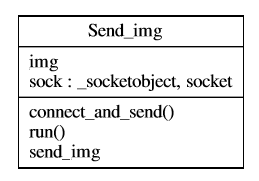 Send_img
img
sock : _socketobject, socket
connect_and_send()
run()
send_img